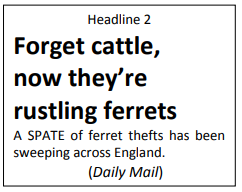 Headline 2
Forget cattle,
now they're
rustling ferrets
A SPATE of ferret thefts has been
sweeping across England.
(Daily Mail)